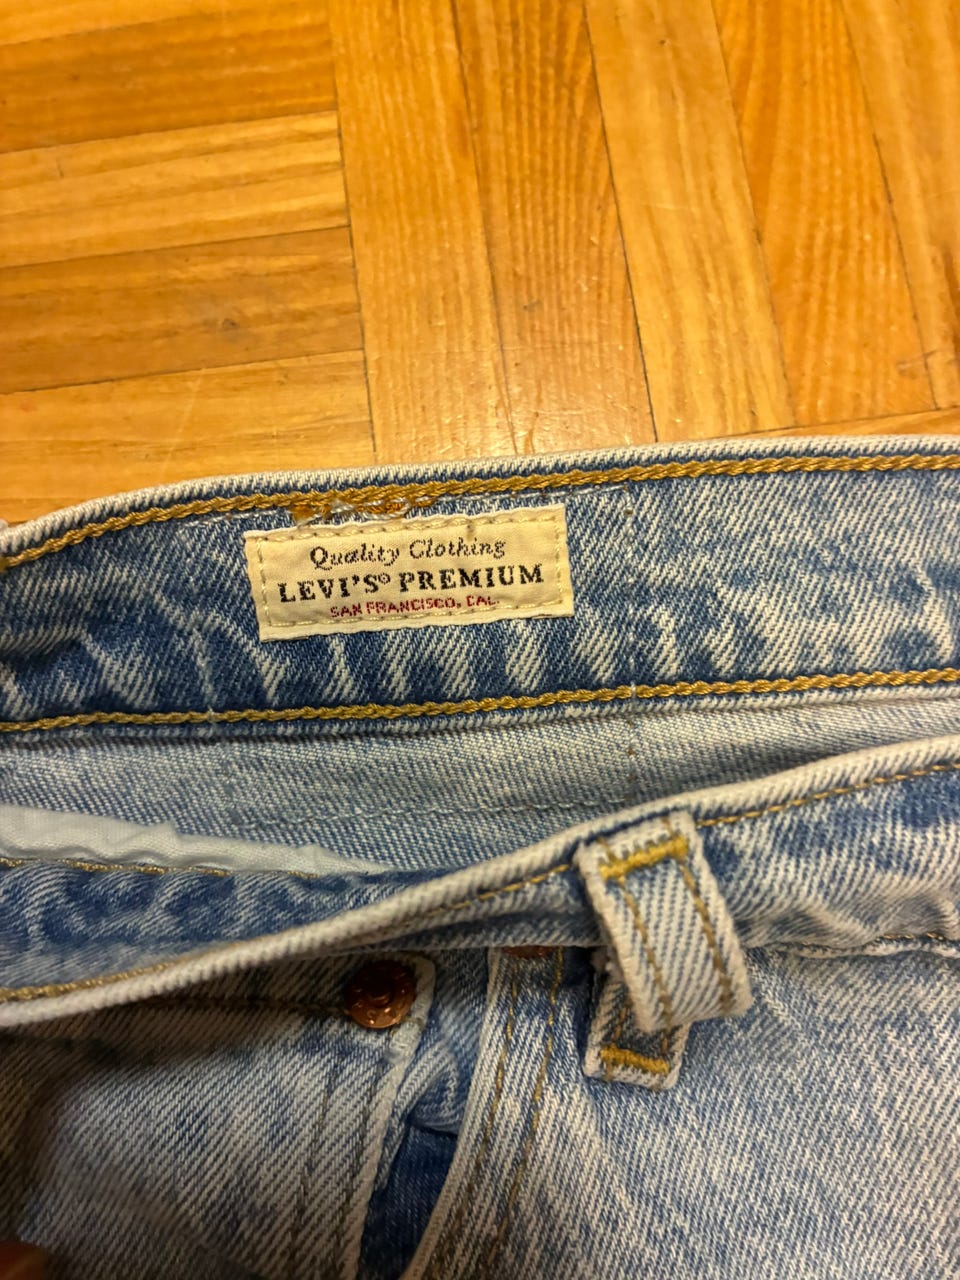 Quality Clothing
LEVI'S® PREMIUM
SAN FRANCISCO, CAL.